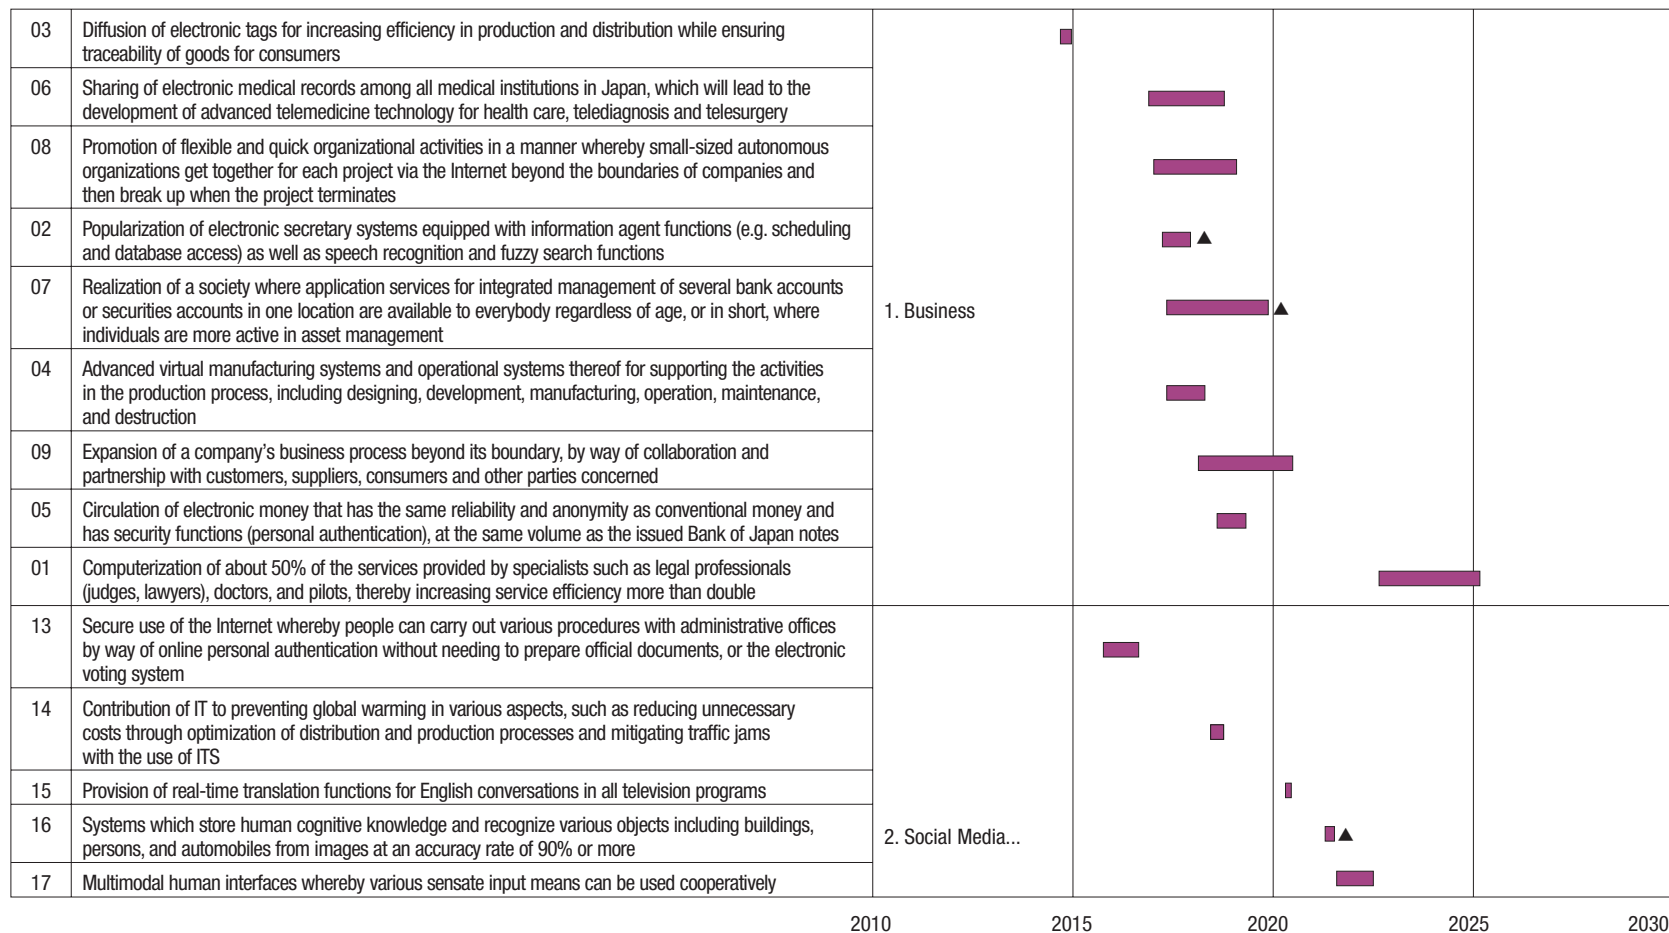 03 Diffusion of electronic tags for increasing efficiency in production and distribution while ensuring
traceability of goods for consumers
06 Sharing of electronic medical records among all medical institutions in Japan, which will lead to the
development of advanced telemedicine technology for health care, telediagnosis and telesurgery
08 Promotion of flexible and quick organizational activities in a manner whereby small-sized autonomous
organizations get together for each project via the Internet beyond the boundaries of companies and
then break up when the project terminates
02 Popularization of electronic secretary systems equipped with information agent functions (e.g. scheduling
and database access) as well as speech recognition and fuzzy search functions
07 Realization of a society where application services for integrated management of several bank accounts
or securities accounts in one location are available to everybody regardless of age, or in short, where
individuals are more active in asset management
1. Business
04 Advanced virtual manufacturing systems and operational systems thereof for supporting the activities
in the production process, including designing, development, manufacturing, operation, maintenance,
and destruction
09 Expansion of a company's business process beyond its boundary, by way of collaboration and
partnership with customers, suppliers, consumers and other parties concerned
05 Circulation of electronic money that has the same reliability and anonymity as conventional money and
has security functions (personal authentication), at the same volume as the issued Bank of Japan notes
01 Computerization of about 50% of the services provided by specialists such as legal professionals
(judges, lawyers), doctors, and pilots, thereby increasing service efficiency more than double
13 Secure use of the Internet whereby people can carry out various procedures with administrative offices
by way of online personal authentication without needing to prepare official documents, or the electronic
voting system
14 Contribution of IT to preventing global warming in various aspects, such as reducing unnecessary
costs through optimization of distribution and production processes and mitigating traffic jams
with the use of ITS
15 Provision of real-time translation functions for English conversations in all television programs
16 Systems which store human cognitive knowledge and recognize various objects including buildings,
persons, and automobiles from images at an accuracy rate of 90% or more
2. Social Media...
17 Multimodal human interfaces whereby various sensate input means can be used cooperatively
2010 2015 2020 2025 2030